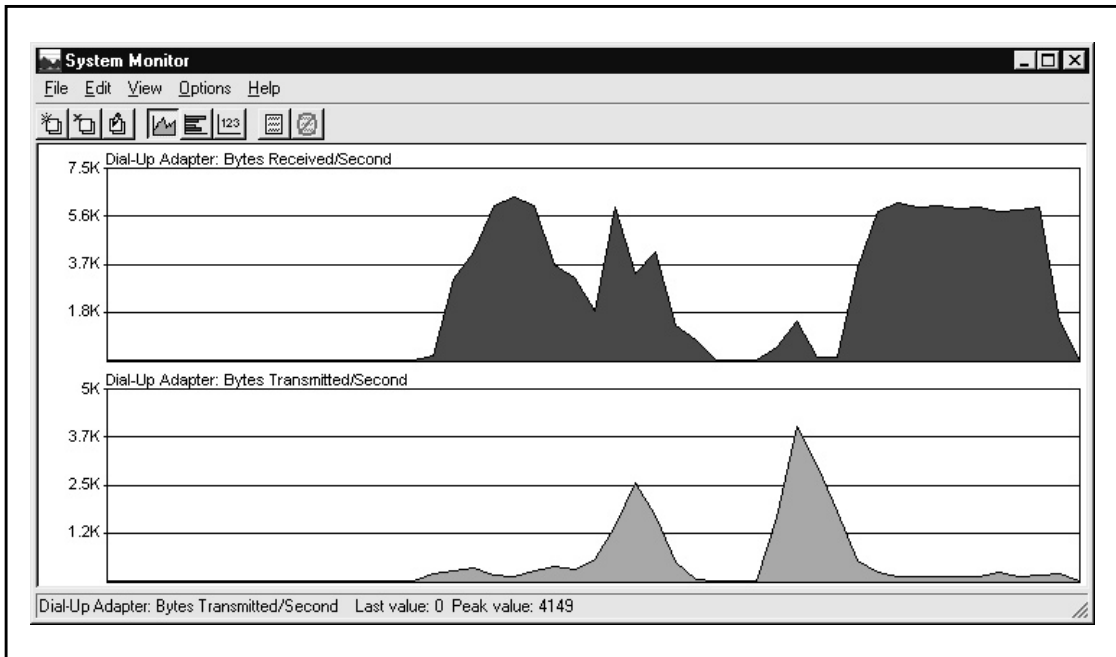 System Monitor
File Edit View Options Help
123
Dial-Up Adapter: Bytes Received/Second
7.5K
5.6K
3.7K
1.8K
Dial-Up Adapter: Bytes Transmitted/Second
5K
3.7K
2.5K
1.2K
Dial-Up Adapter: Bytes Transmitted/Second Last value: 0 Peak value: 4149